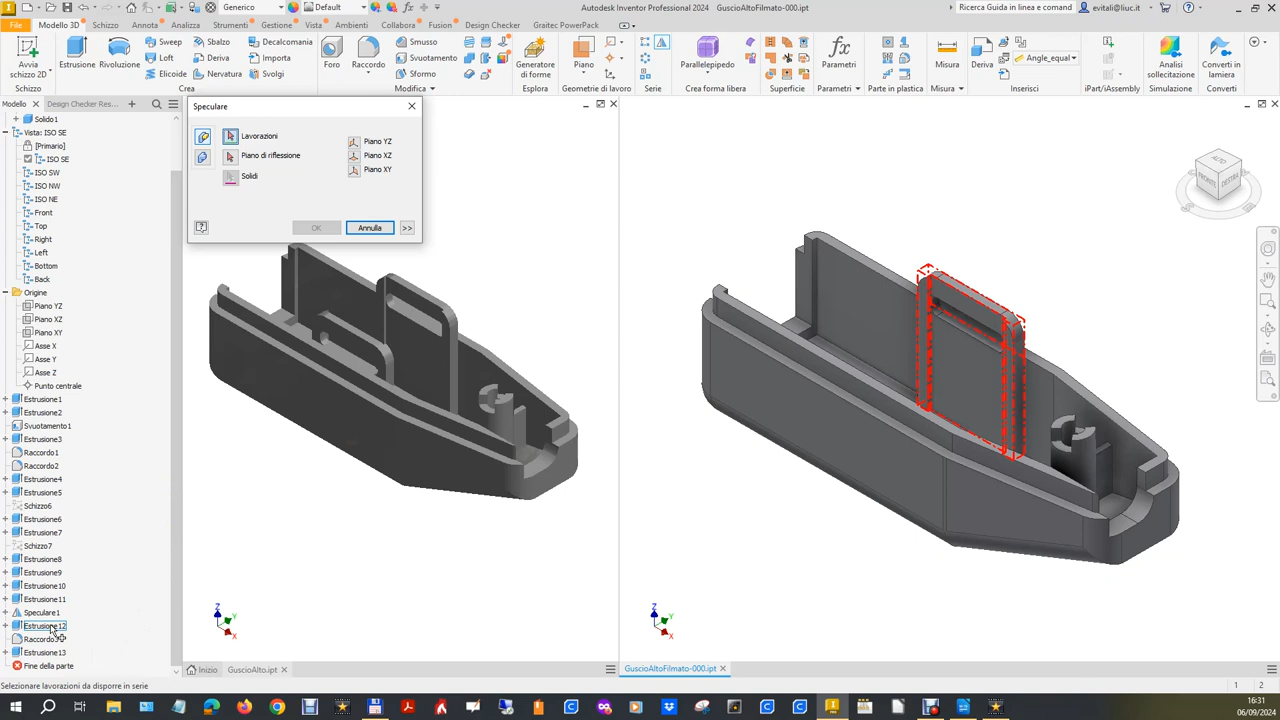 Generico
Default
Autodesk Inventor Professional 2024 GuscioAltoFilmato-000.ipt
Ricerca Guida in linea e comandi
evitali@liuc.it
File
Modello 3D
Schizzo
Annota
Analizza
Strumenti
Gestione
Vista
Ambienti
Collabora
Fusion
Design Checker
Graitec PowerPack
Avvia
schizzo 2D
Estrusione
Rivoluzione
Sweep
Loft
Elicoide
Sbalzo
Deriva
Nervatura
Decalcomania
Importa
Svolgi
Foro
Raccordo
Smusso
Svuotamento
Sformo
Generatore
di forme
Piano
Parallelepipedo
Parametri
Misura
Deriva
Angle_equal
Analisi
sollecitazione
Converti in
lamiera
Schizzo
Crea
Modifica
Esplora
Geometrie di lavoro
Serie
Crea forma libera
Superficie
Parametri
Parte in plastica
Misura
Inserisci
iPart/iAssembly
Simulazione
Converti
Modello
Design Checker Res...
Solido1
Vista: ISO SE
[Primario]
ISO SE
ISO SW
ISO NW
ISO NE
Front
Top
Right
Left
Bottom
Back
Origine
Piano YZ
Piano XZ
Piano XY
Asse X
Asse Y
Asse Z
Punto centrale
Estrusione1
Estrusione2
Svuotamento1
Estrusione3
Raccordo1
Raccordo2
Estrusione4
Estrusione5
Schizzo6
Estrusione6
Estrusione7
Schizzo7
Estrusione8
Estrusione9
Estrusione10
Estrusione11
Speculare1
Estrusione12
Estrusione13
Fine della parte
Speculare
Lavorazioni
Piano di riflessione
Solidi
Piano YZ
Piano XZ
Piano XY
OK
Annulla
>>
ALTO
FRONTE
DESTRA
Z
Y
X
Z
Y
X
Inizio
GuscioAlto.ipt
GuscioAltoFilmato-000.ipt
Selezionare lavorazioni da disporre in serie
1
2
16:31
06/09/2024